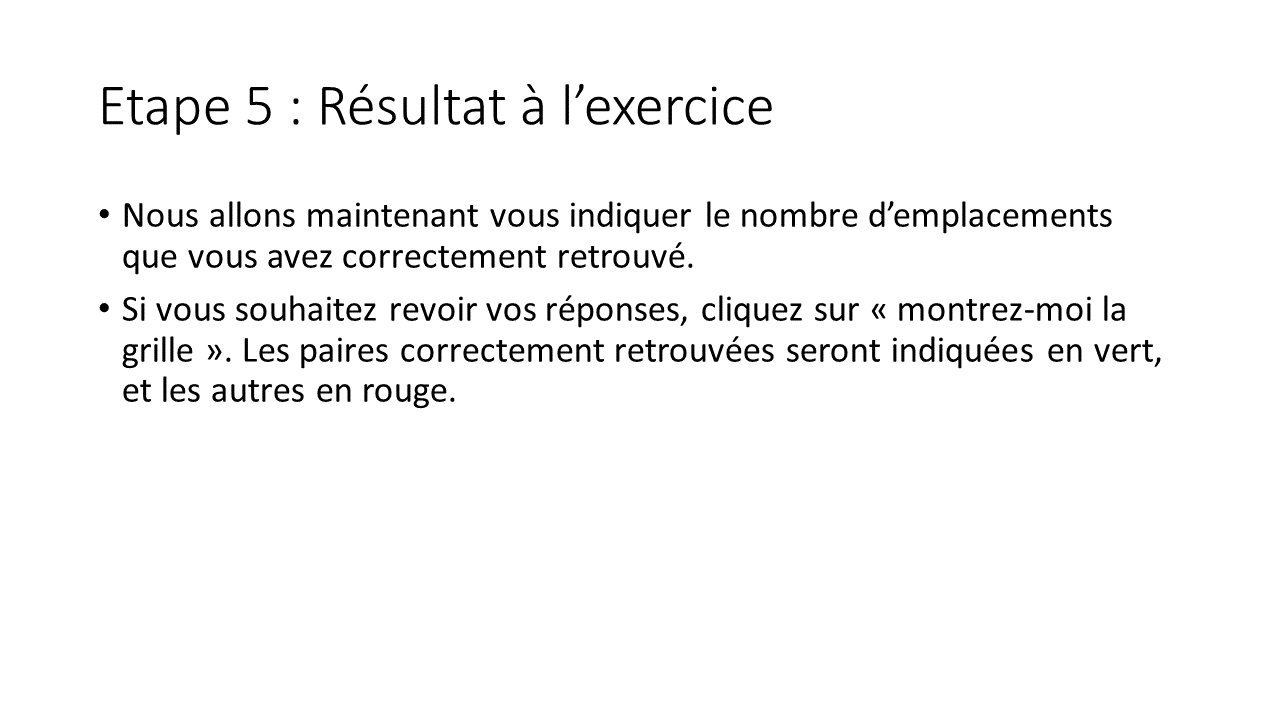 Etape 5 : Résultat à l’exercice
• Nous allons maintenant vous indiquer le nombre d’emplacements
que vous avez correctement retrouvé.
• Si vous souhaitez revoir vos réponses, cliquez sur « montrez-moi la
grille ». Les paires correctement retrouvées seront indiquées en vert,
et les autres en rouge.